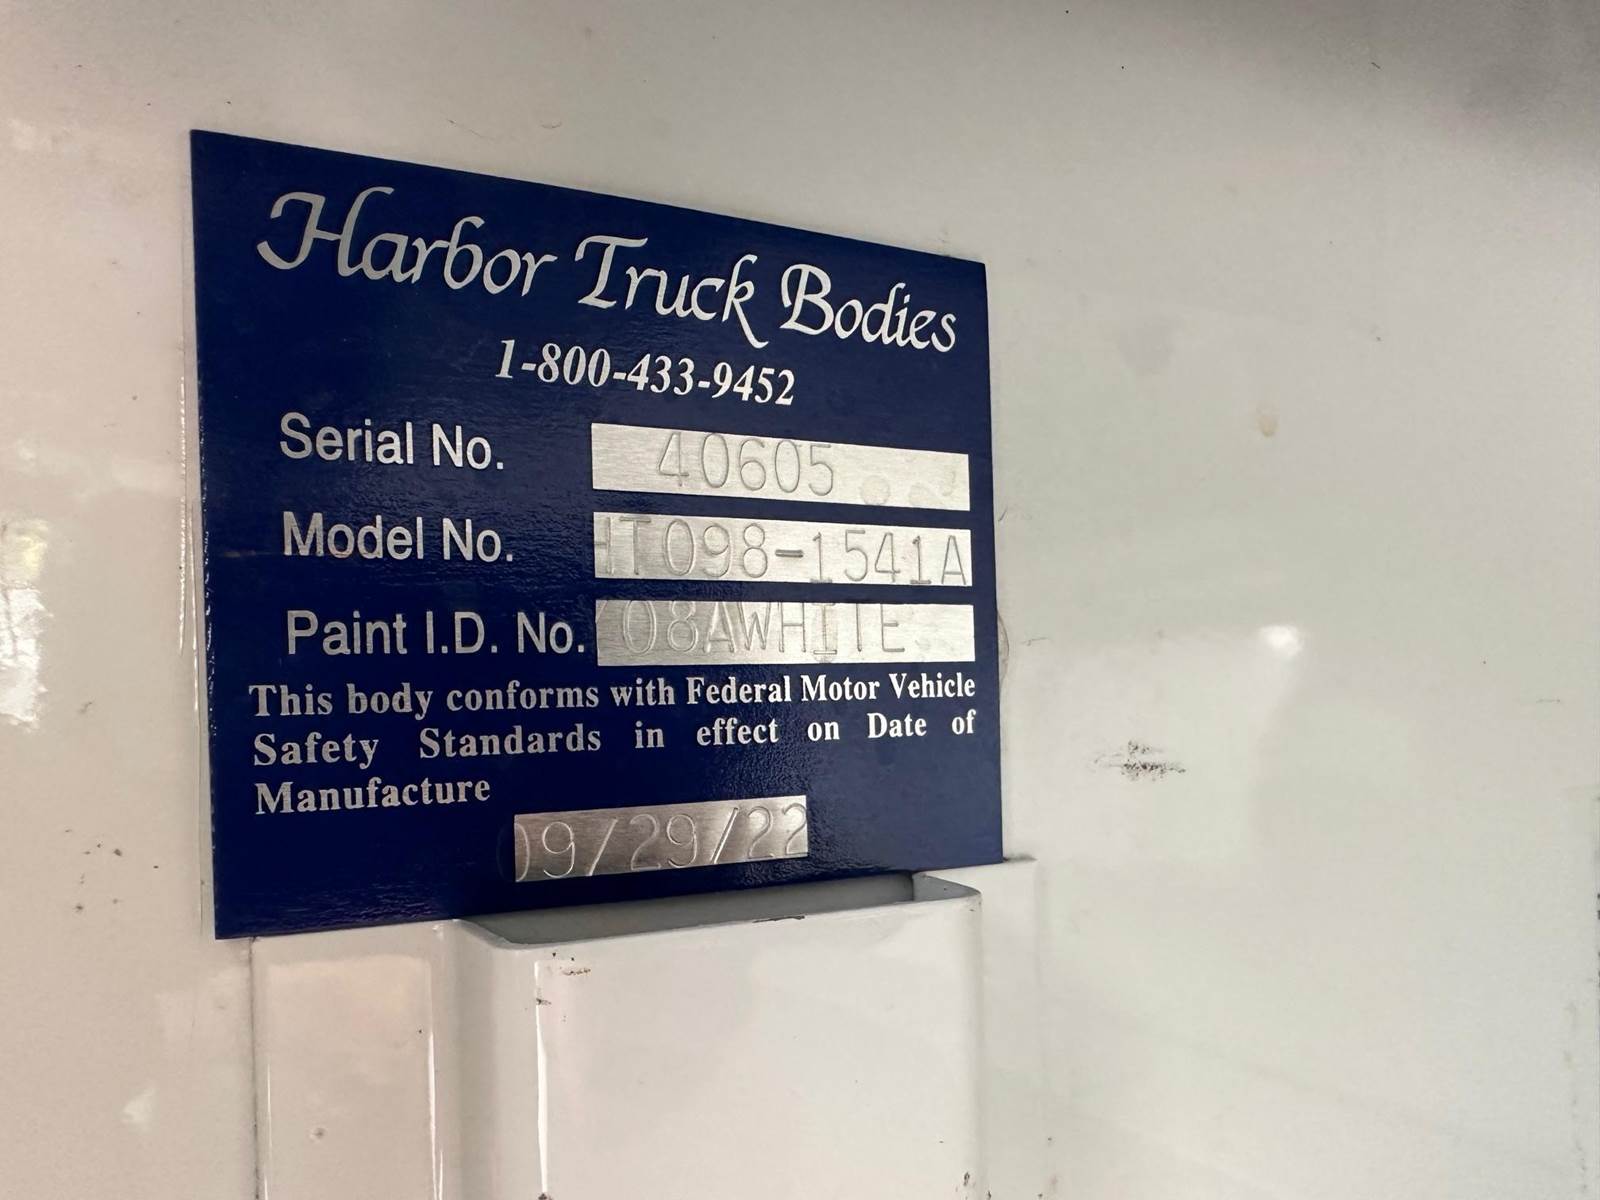 Harbor Truck Bodies
1-800-433-9452
Serial No. 40605
Model No. HT098-1541A
Paint I.D. No. 08AWHITE
This body conforms with Federal Motor Vehicle
Safety Standards in effect on Date of
Manufacture
09/29/22